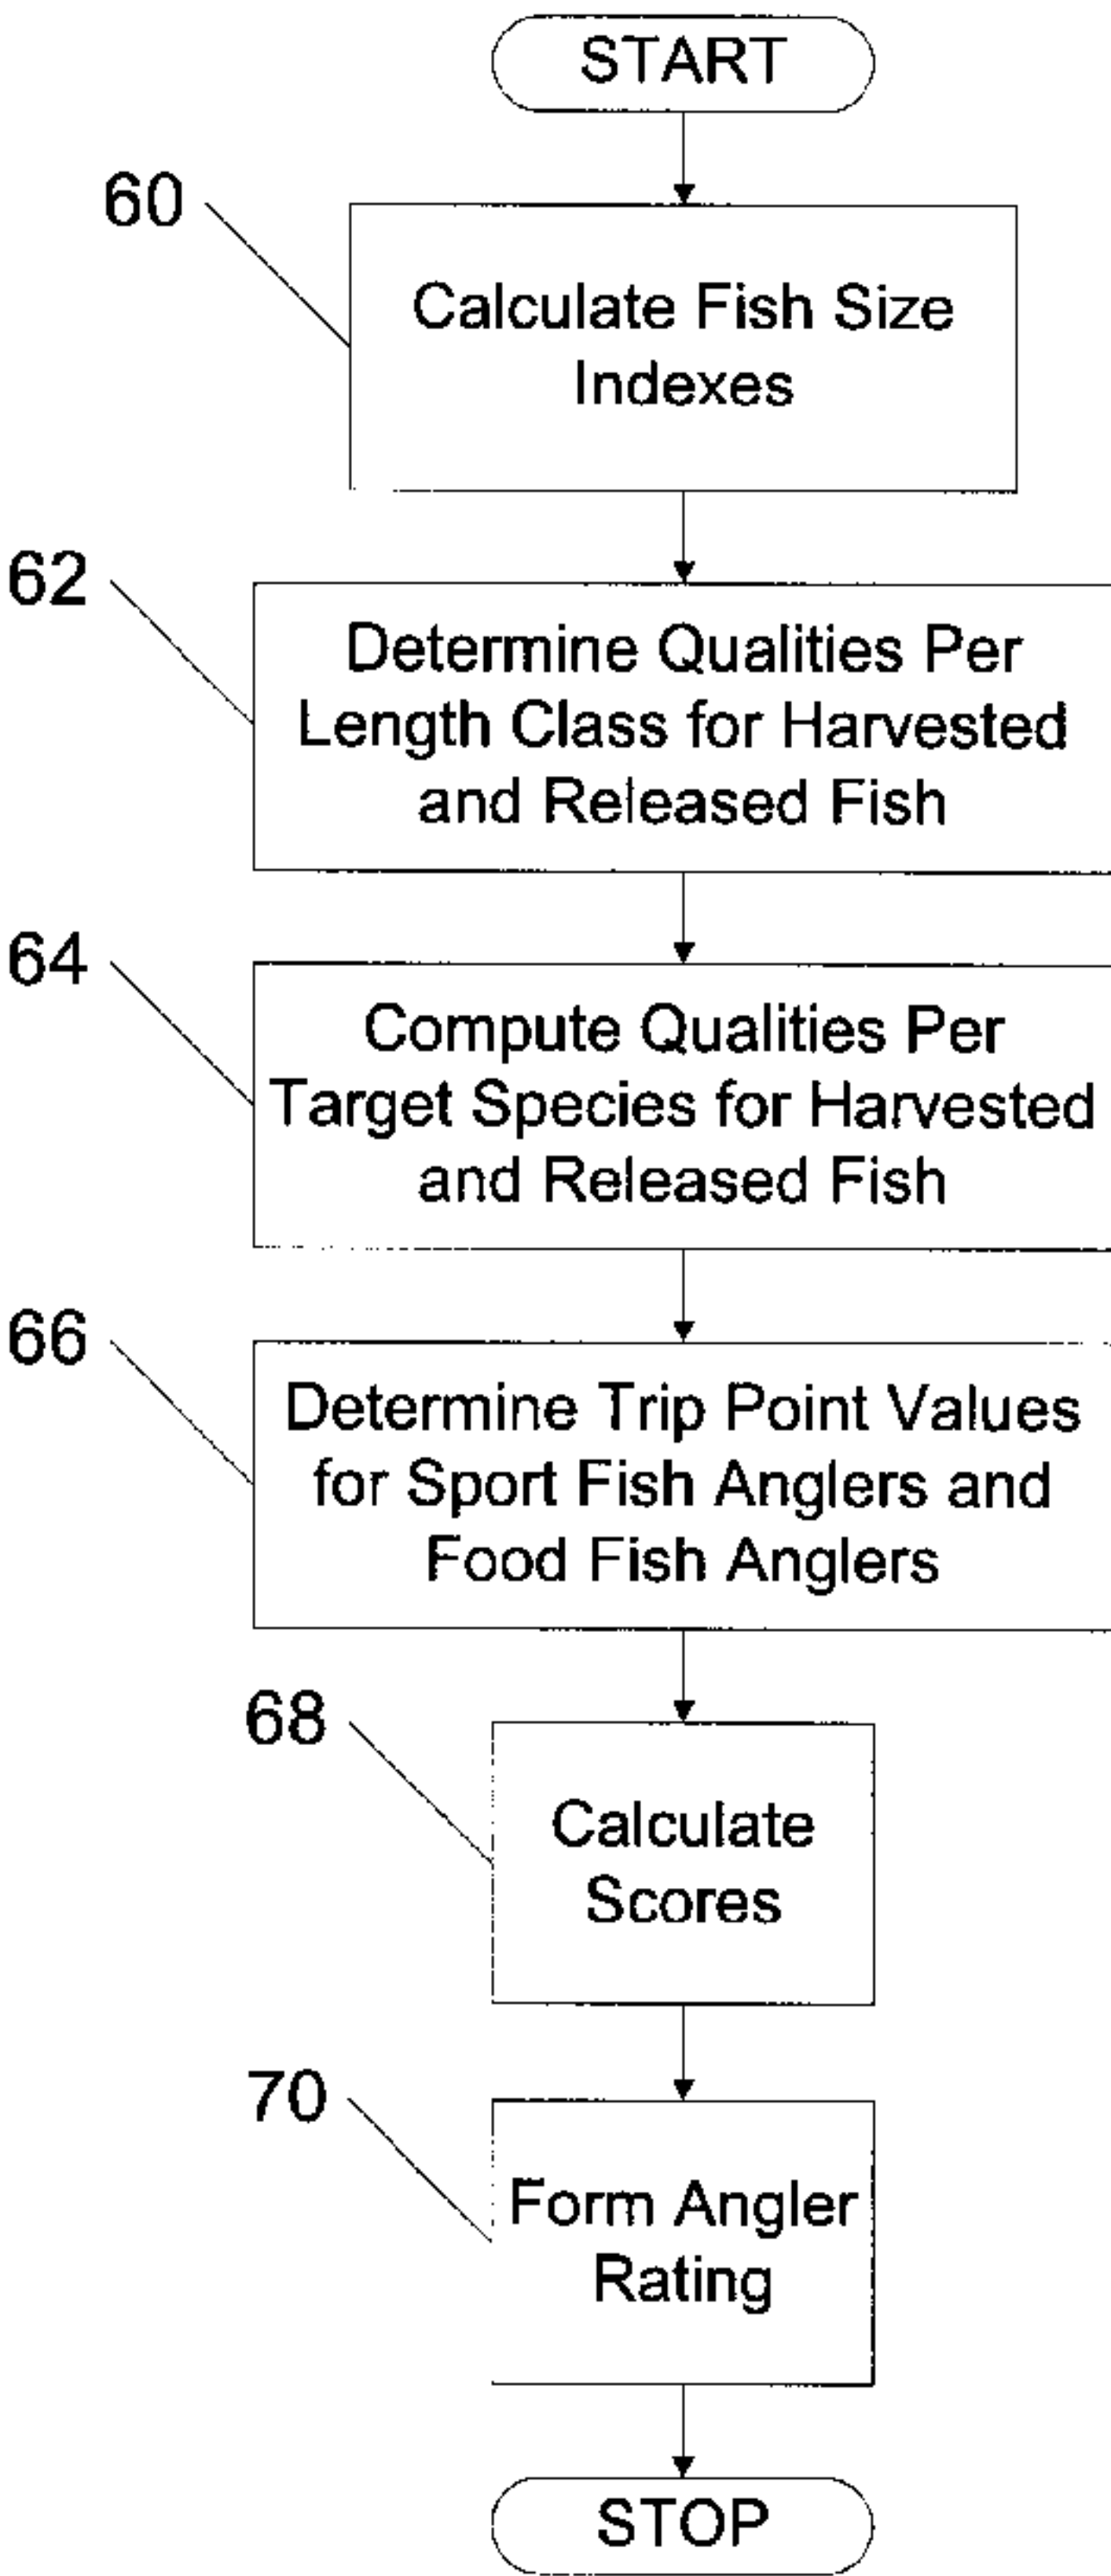 START
60
Calculate Fish Size
Indexes
62
Determine Qualities Per
Length Class for Harvested
and Released Fish
64
Compute Qualities Per
Target Species for Harvested
and Released Fish
66
Determine Trip Point Values
for Sport Fish Anglers and
Food Fish Anglers
68
Calculate
Scores
70
Form Angler
Rating
STOP